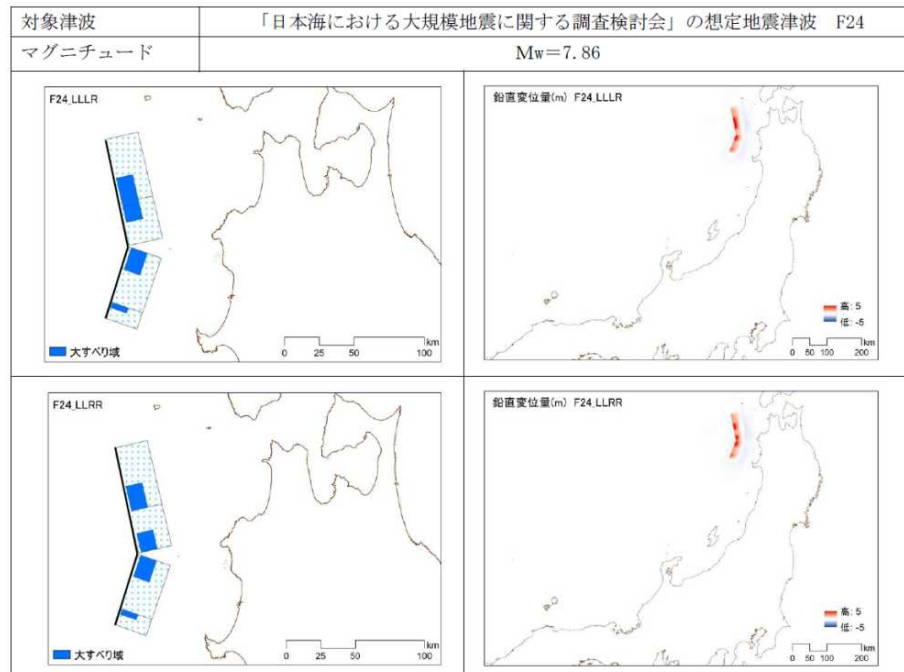 対象津波
「日本海における大規模地震に関する調査検討会」の想定地震津波 F24
マグニチュード
Mw=7.86
F24_LLLR
大すべり域
km
0 25 50 100
鉛直変位量(m) F24_LLLR
高: 5
低: -5
km
0 50 100 200
F24_LLRR
大すべり域
km
0 25 50 100
鉛直変位量(m) F24_LLRR
高: 5
低: -5
km
0 50 100 200